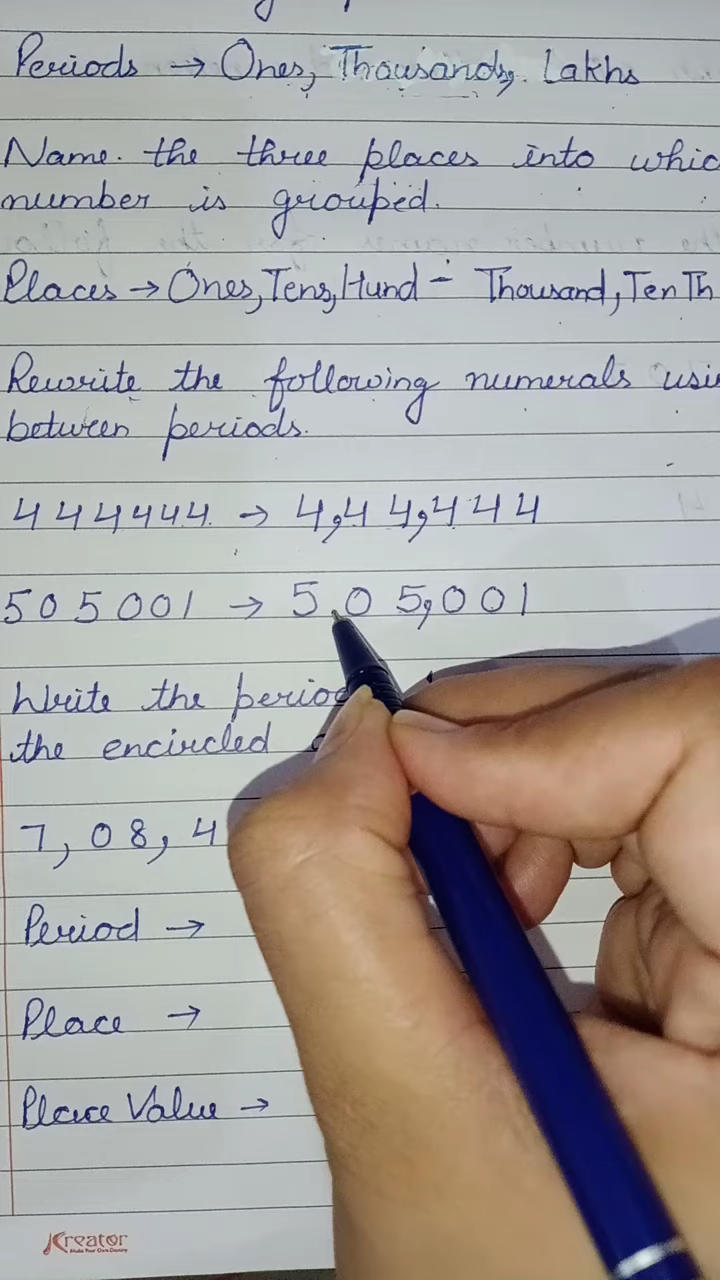 Periods → Ones, Thousands, Lakhs
Name the three places into whic
number is grouped.
Places → Ones, Tens, Hund - Thousand, Ten Th
Rewrite the following numerals usi
between periods.
444444 → 4,44,444
505001 → 5,05,001
Write the perio
the encircled
7,08,4
Period →
Place →
Place Value →
Kreator